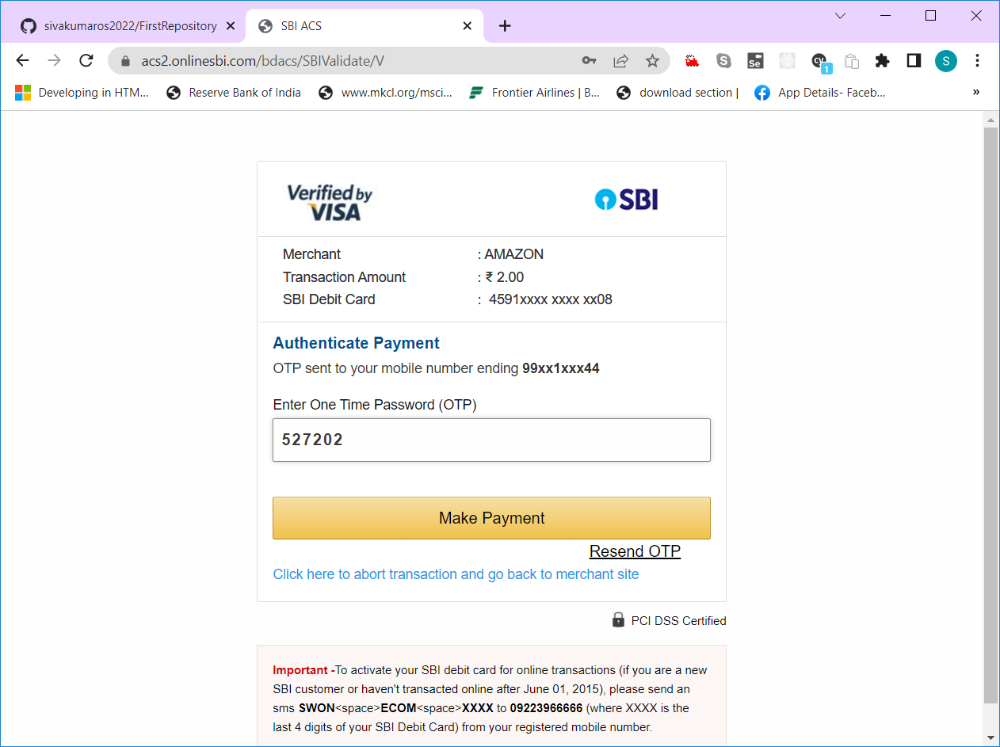 sivakumaros2022/FirstRepository
SBI ACS
acs2.onlinesbi.com/bdacs/SBIValidate/V
Se
CY
1
S
Developing in HTM...
Reserve Bank of India
www.mkcl.org/msci...
Frontier Airlines | B...
download section |
App Details- Faceb...
»
Verified by
VISA
SBI
Merchant : AMAZON
Transaction Amount : ₹ 2.00
SBI Debit Card : 4591xxxx xxxx xx08
Authenticate Payment
OTP sent to your mobile number ending 99xx1xxx44
Enter One Time Password (OTP)
527202
Make Payment
Resend OTP
Click here to abort transaction and go back to merchant site
PCI DSS Certified
Important -To activate your SBI debit card for online transactions (if you are a new
SBI customer or haven't transacted online after June 01, 2015), please send an
sms SWON<space>ECOM<space>XXXX to 09223966666 (where XXXX is the
last 4 digits of your SBI Debit Card) from your registered mobile number.